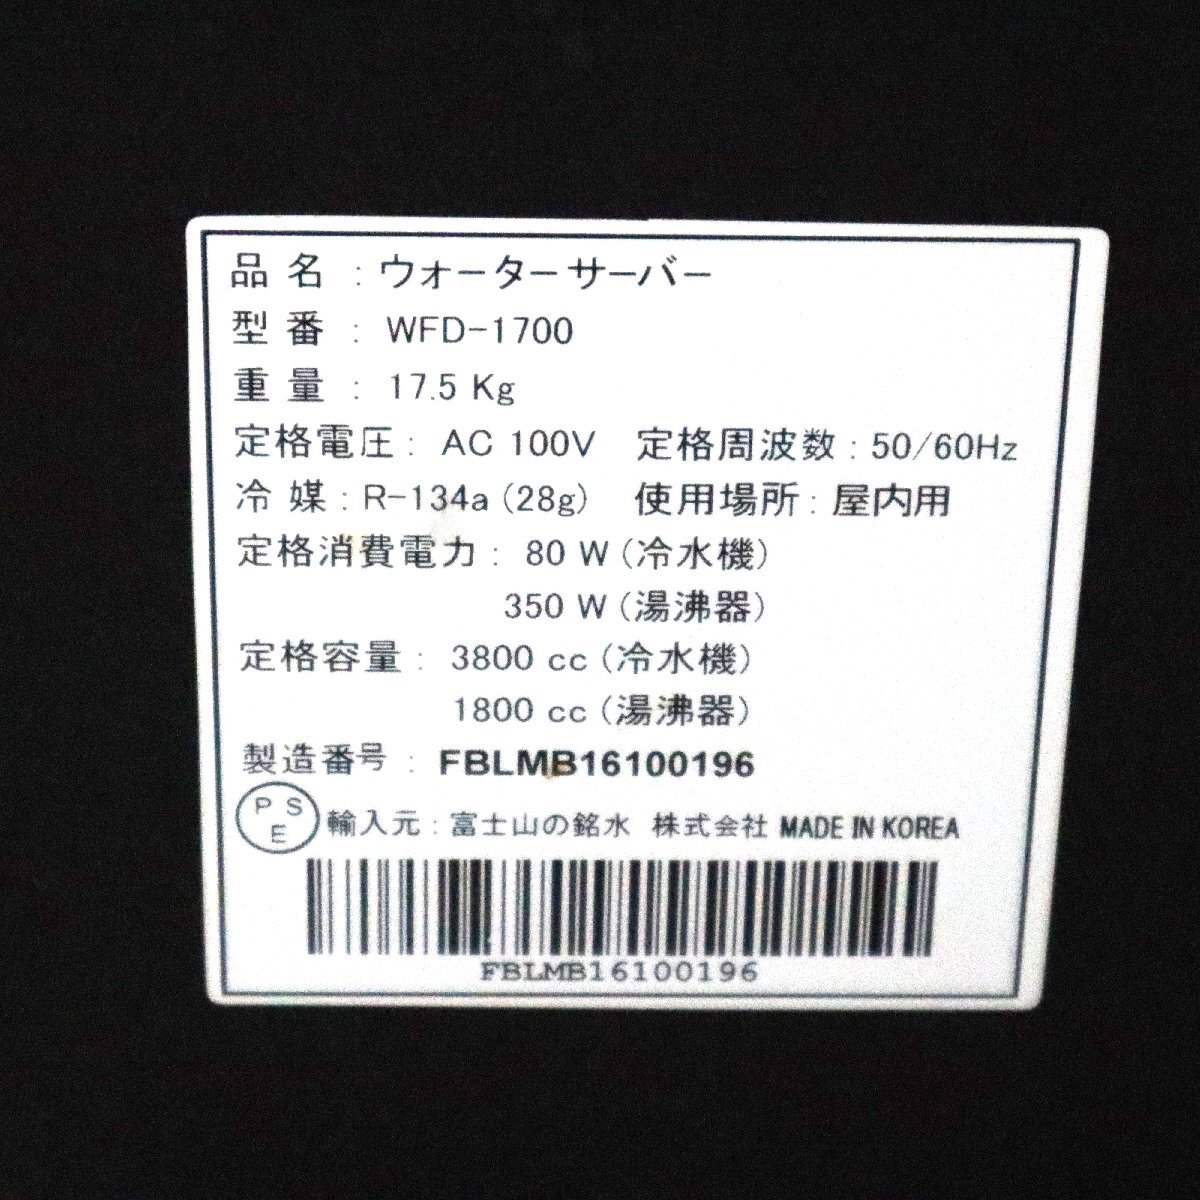 品名：ウォーターサーバー
型番：WFD-1700
重量：17.5 Kg
定格電圧：AC 100V 定格周波数：50/60Hz
冷媒：R-134a (28g) 使用場所：屋内用
定格消費電力：80 W (冷水機)
350 W (湯沸器)
定格容量：3800 cc (冷水機)
1800 cc (湯沸器)
製造番号：FBLMB16100196
PSE 輸入元：富士山の銘水 株式会社 MADE IN KOREA
FBLMB16100196